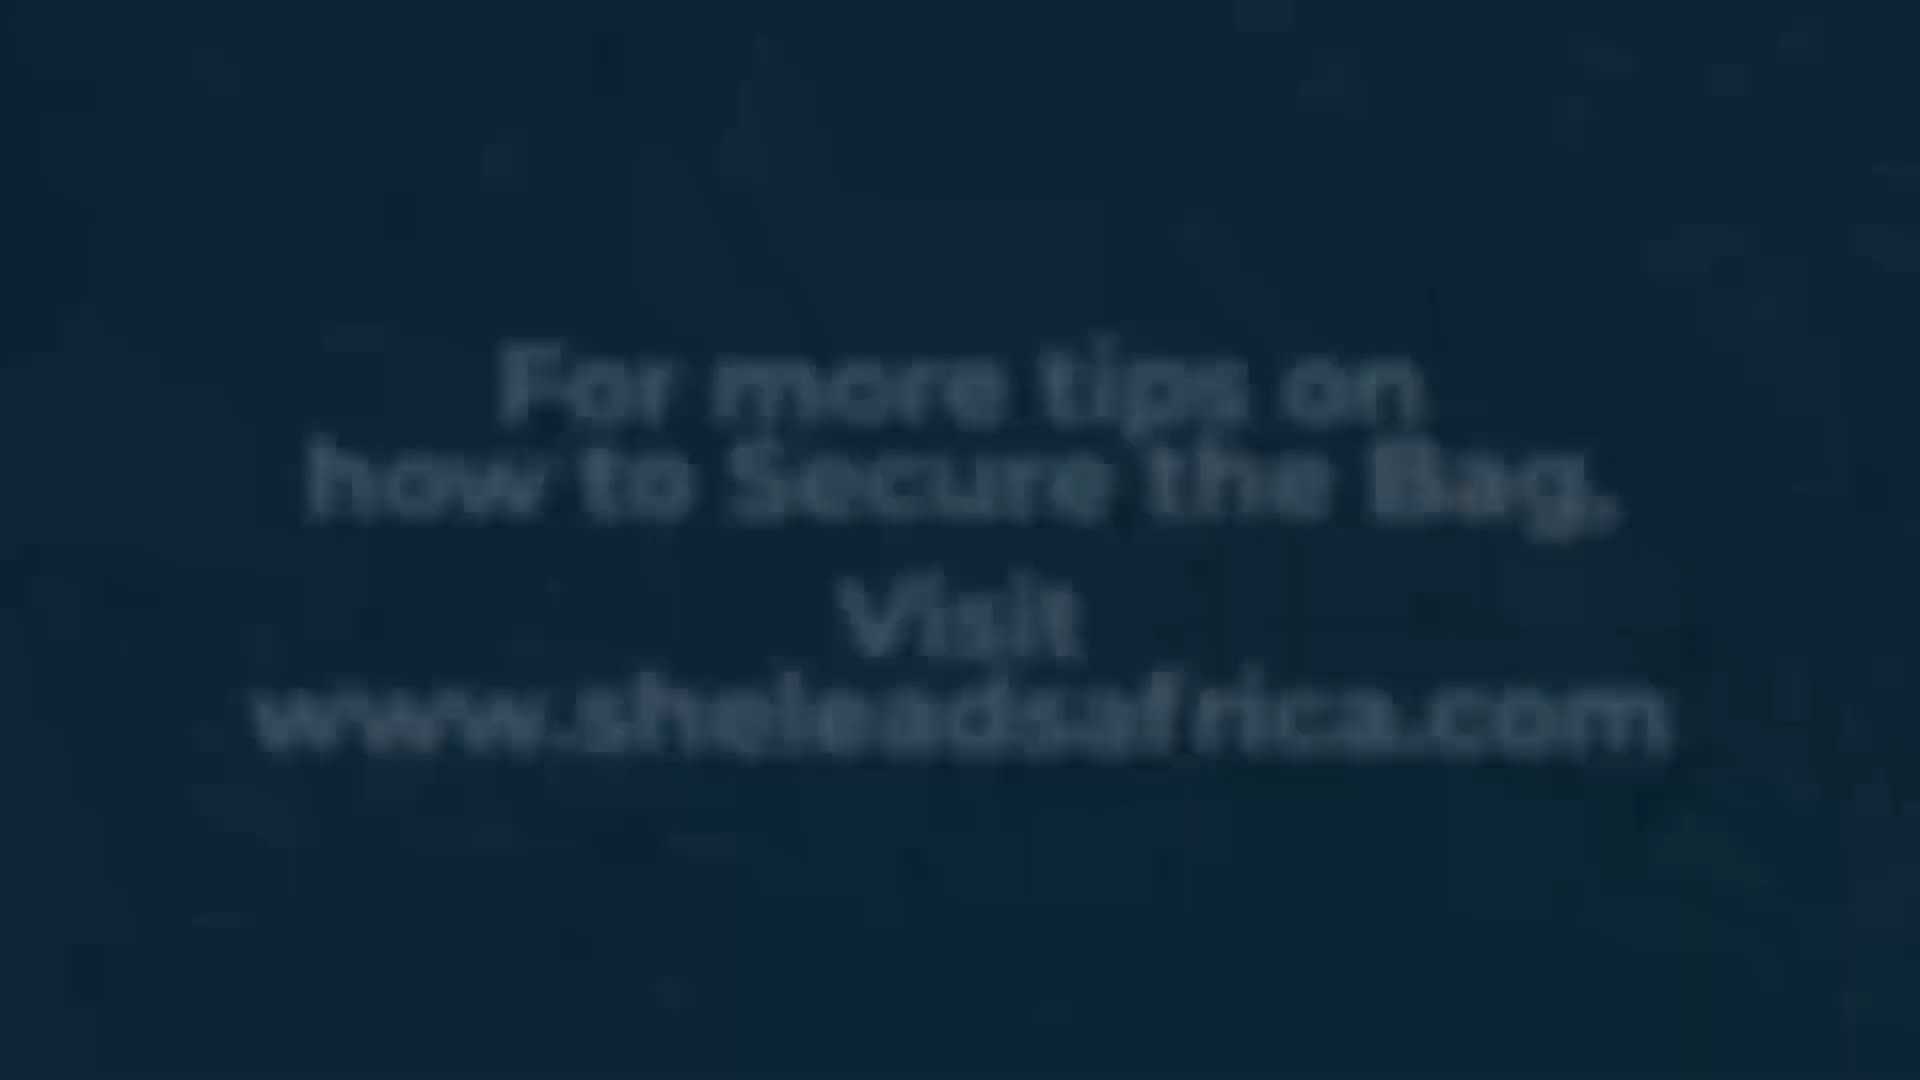 For more tips on
how to Secure the Bag,
Visit
www.sheleadsafrica.com